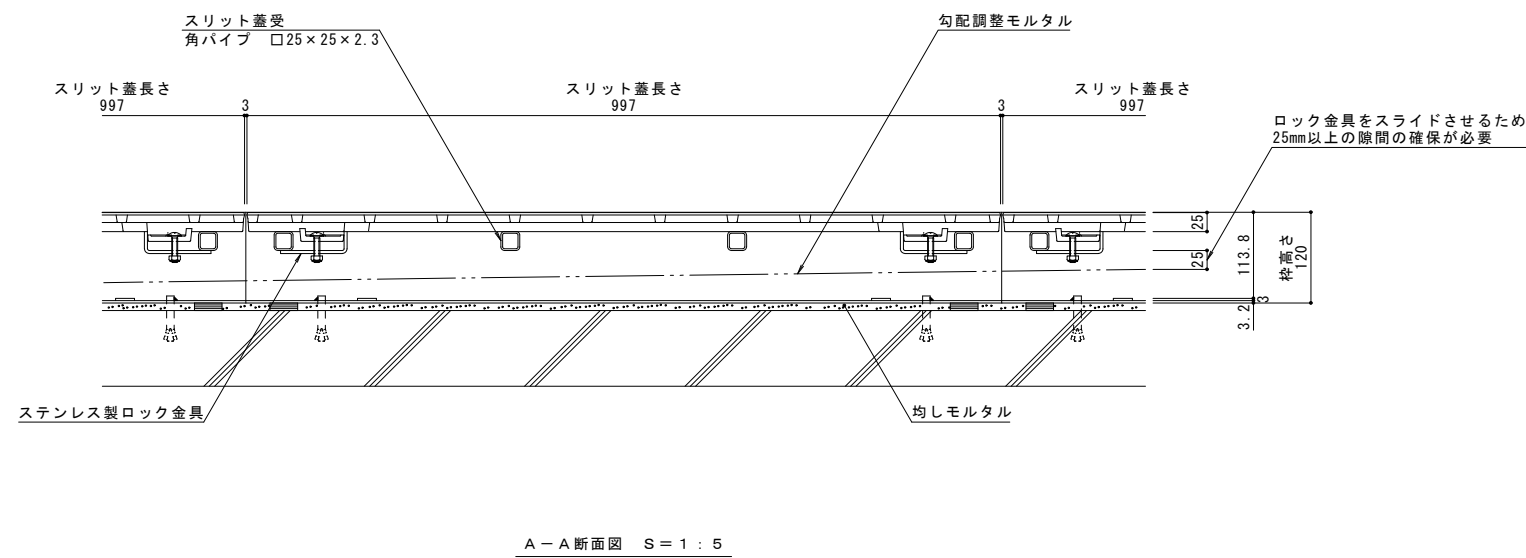 スリット蓋受
角パイプ □25×25×2.3
勾配調整モルタル
スリット蓋長さ
997
3
スリット蓋長さ
997
3
スリット蓋長さ
997
ロック金具をスライドさせるため
25mm以上の隙間の確保が必要
25
25
113.8
枠高さ
120
3
3.2
ステンレス製ロック金具
均しモルタル
A-A断面図 S=1:5